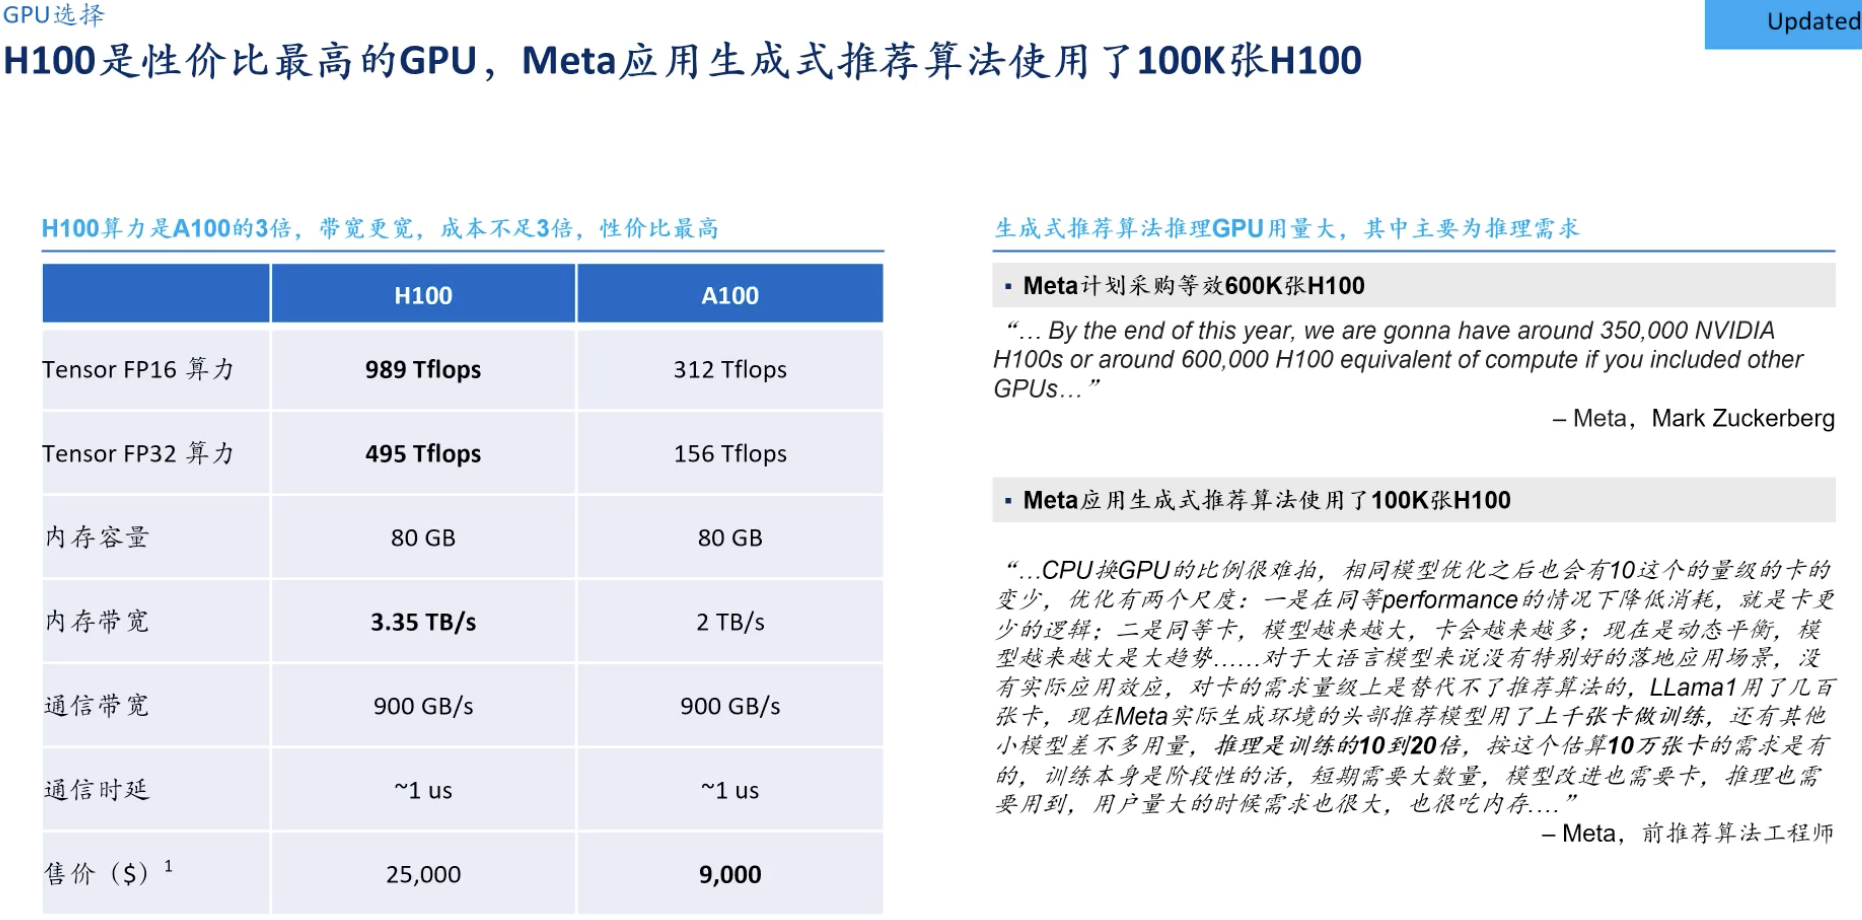 GPU选择
Updated
H100是性价比最高的GPU，Meta应用生成式推荐算法使用了100K张H100
H100算力是A100的3倍，带宽更宽，成本不足3倍，性价比最高
H100 A100
Tensor FP16 算力 989 Tflops 312 Tflops
Tensor FP32 算力 495 Tflops 156 Tflops
内存容量 80 GB 80 GB
内存带宽 3.35 TB/s 2 TB/s
通信带宽 900 GB/s 900 GB/s
通信时延 ~1 us ~1 us
售价（$）1 25,000 9,000
生成式推荐算法推理GPU用量大，其中主要为推理需求
▪ Meta计划采购等效600K张H100
“… By the end of this year, we are gonna have around 350,000 NVIDIA
H100s or around 600,000 H100 equivalent of compute if you included other
GPUs…”
– Meta，Mark Zuckerberg
▪ Meta应用生成式推荐算法使用了100K张H100
“…CPU换GPU的比例很难拍，相同模型优化之后也会有10这个的量级的卡的
变少，优化有两个尺度：一是在同等performance的情况下降低消耗，就是卡更
少的逻辑；二是同等卡，模型越来越大，卡会越来越多；现在是动态平衡，模
型越来越大是大趋势……对于大语言模型来说没有特别好的落地应用场景，没
有实际应用效应，对卡的需求量级上是替代不了推荐算法的，LLama1用了几百
张卡，现在Meta实际生成环境的头部推荐模型用了上千张卡做训练，还有其他
小模型差不多用量，推理是训练的10到20倍，按这个估算10万张卡的需求是有
的，训练本身是阶段性的活，短期需要大数量，模型改进也需要卡，推理也需
要用到，用户量大的时候需求也很大，也很吃内存….”
– Meta，前推荐算法工程师